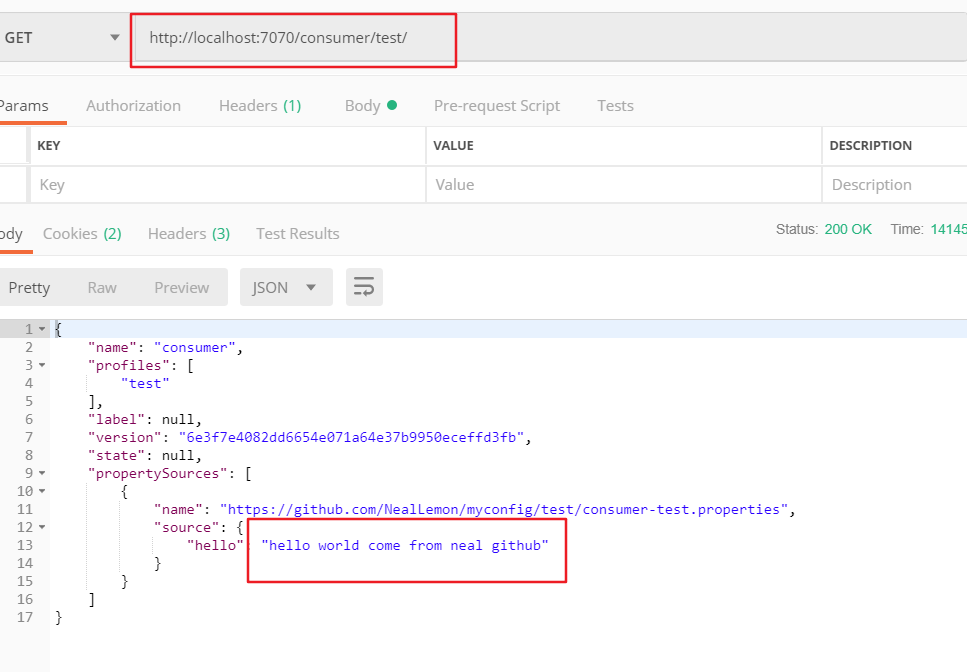 GET http://localhost:7070/consumer/test/
Params Authorization Headers (1) Body Pre-request Script Tests
KEY VALUE DESCRIPTION
Key Value Description
ody Cookies (2) Headers (3) Test Results Status: 200 OK Time: 14145
Pretty Raw Preview JSON
1 {
2 "name": "consumer",
3 "profiles": [
4 "test"
5 ],
6 "label": null,
7 "version": "6e3f7e4082dd6654e071a64e37b9950eceffd3fb",
8 "state": null,
9 "propertySources": [
10 {
11 "name": "https://github.com/NealLemon/myconfig/test/consumer-test.properties",
12 "source": {
13 "hello": "hello world come from neal github"
14 }
15 }
16 ]
17 }